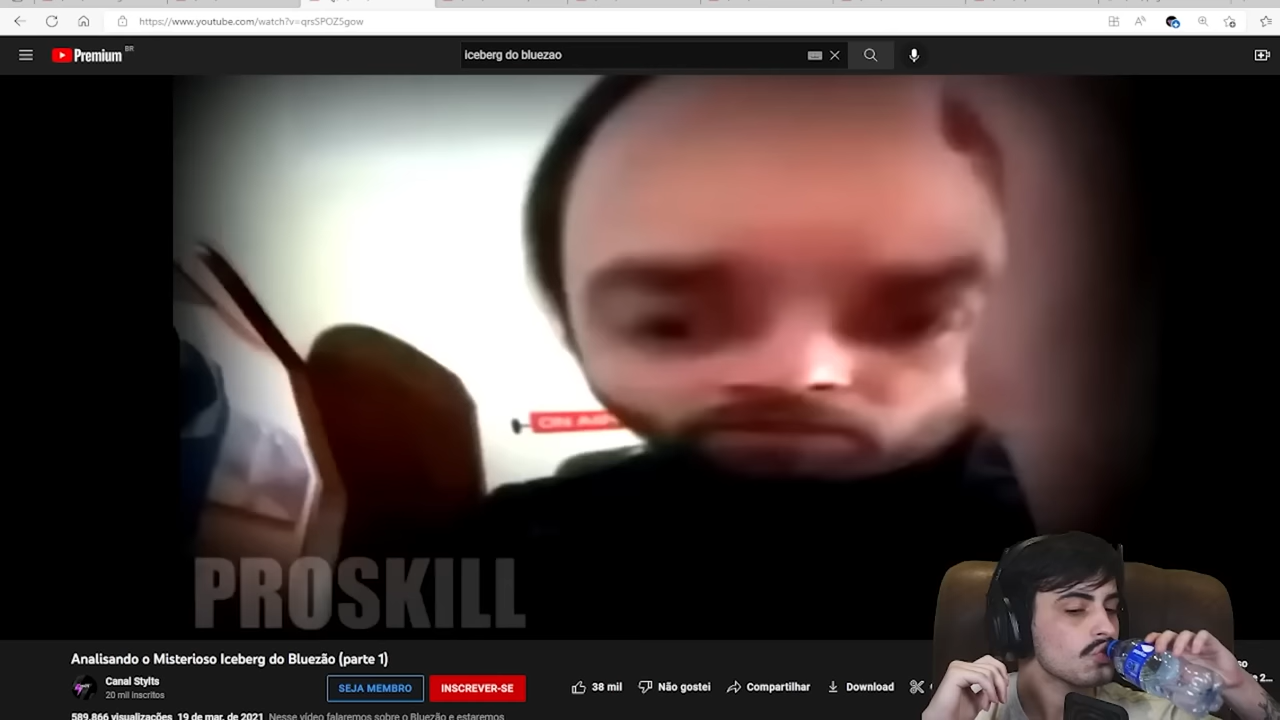 https://www.youtube.com/watch?v=qrsSPOZ5gow
Premium BR
iceberg do bluezao
ON AIR
PROSKILL
Analisando o Misterioso Iceberg do Bluezão (parte 1)
Canal Stylts
20 mil inscritos
SEJA MEMBRO
INSCREVER-SE
38 mil
Não gostei
Compartilhar
Download
589.866 visualizações 19 de mar. de 2021 Nesse vídeo falaremos sobre o Bluezão e estaremos